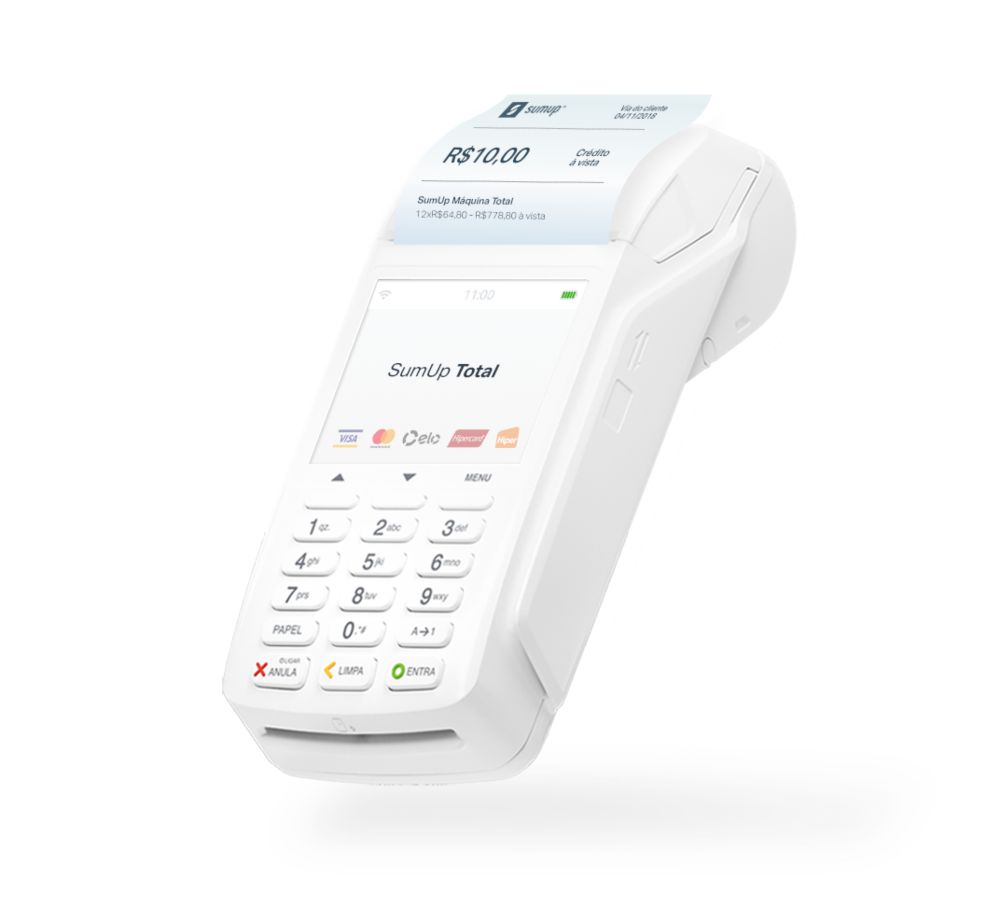 sumup
Via do cliente
04/11/2018
R$10,00
Crédito
à vista
SumUp Máquina Total
12xR$64,80 - R$778,80 à vista
11:00
SumUp Total
VISA
elo
Hipercard
Hiper
MENU
1 qz.
2 abc
3 def
4 ghi
5 jkl
6 mno
7 prs
8 tuv
9 wxy
PAPEL
0 .*#
A→1
LIGAR
ANULA
LIMPA
ENTRA